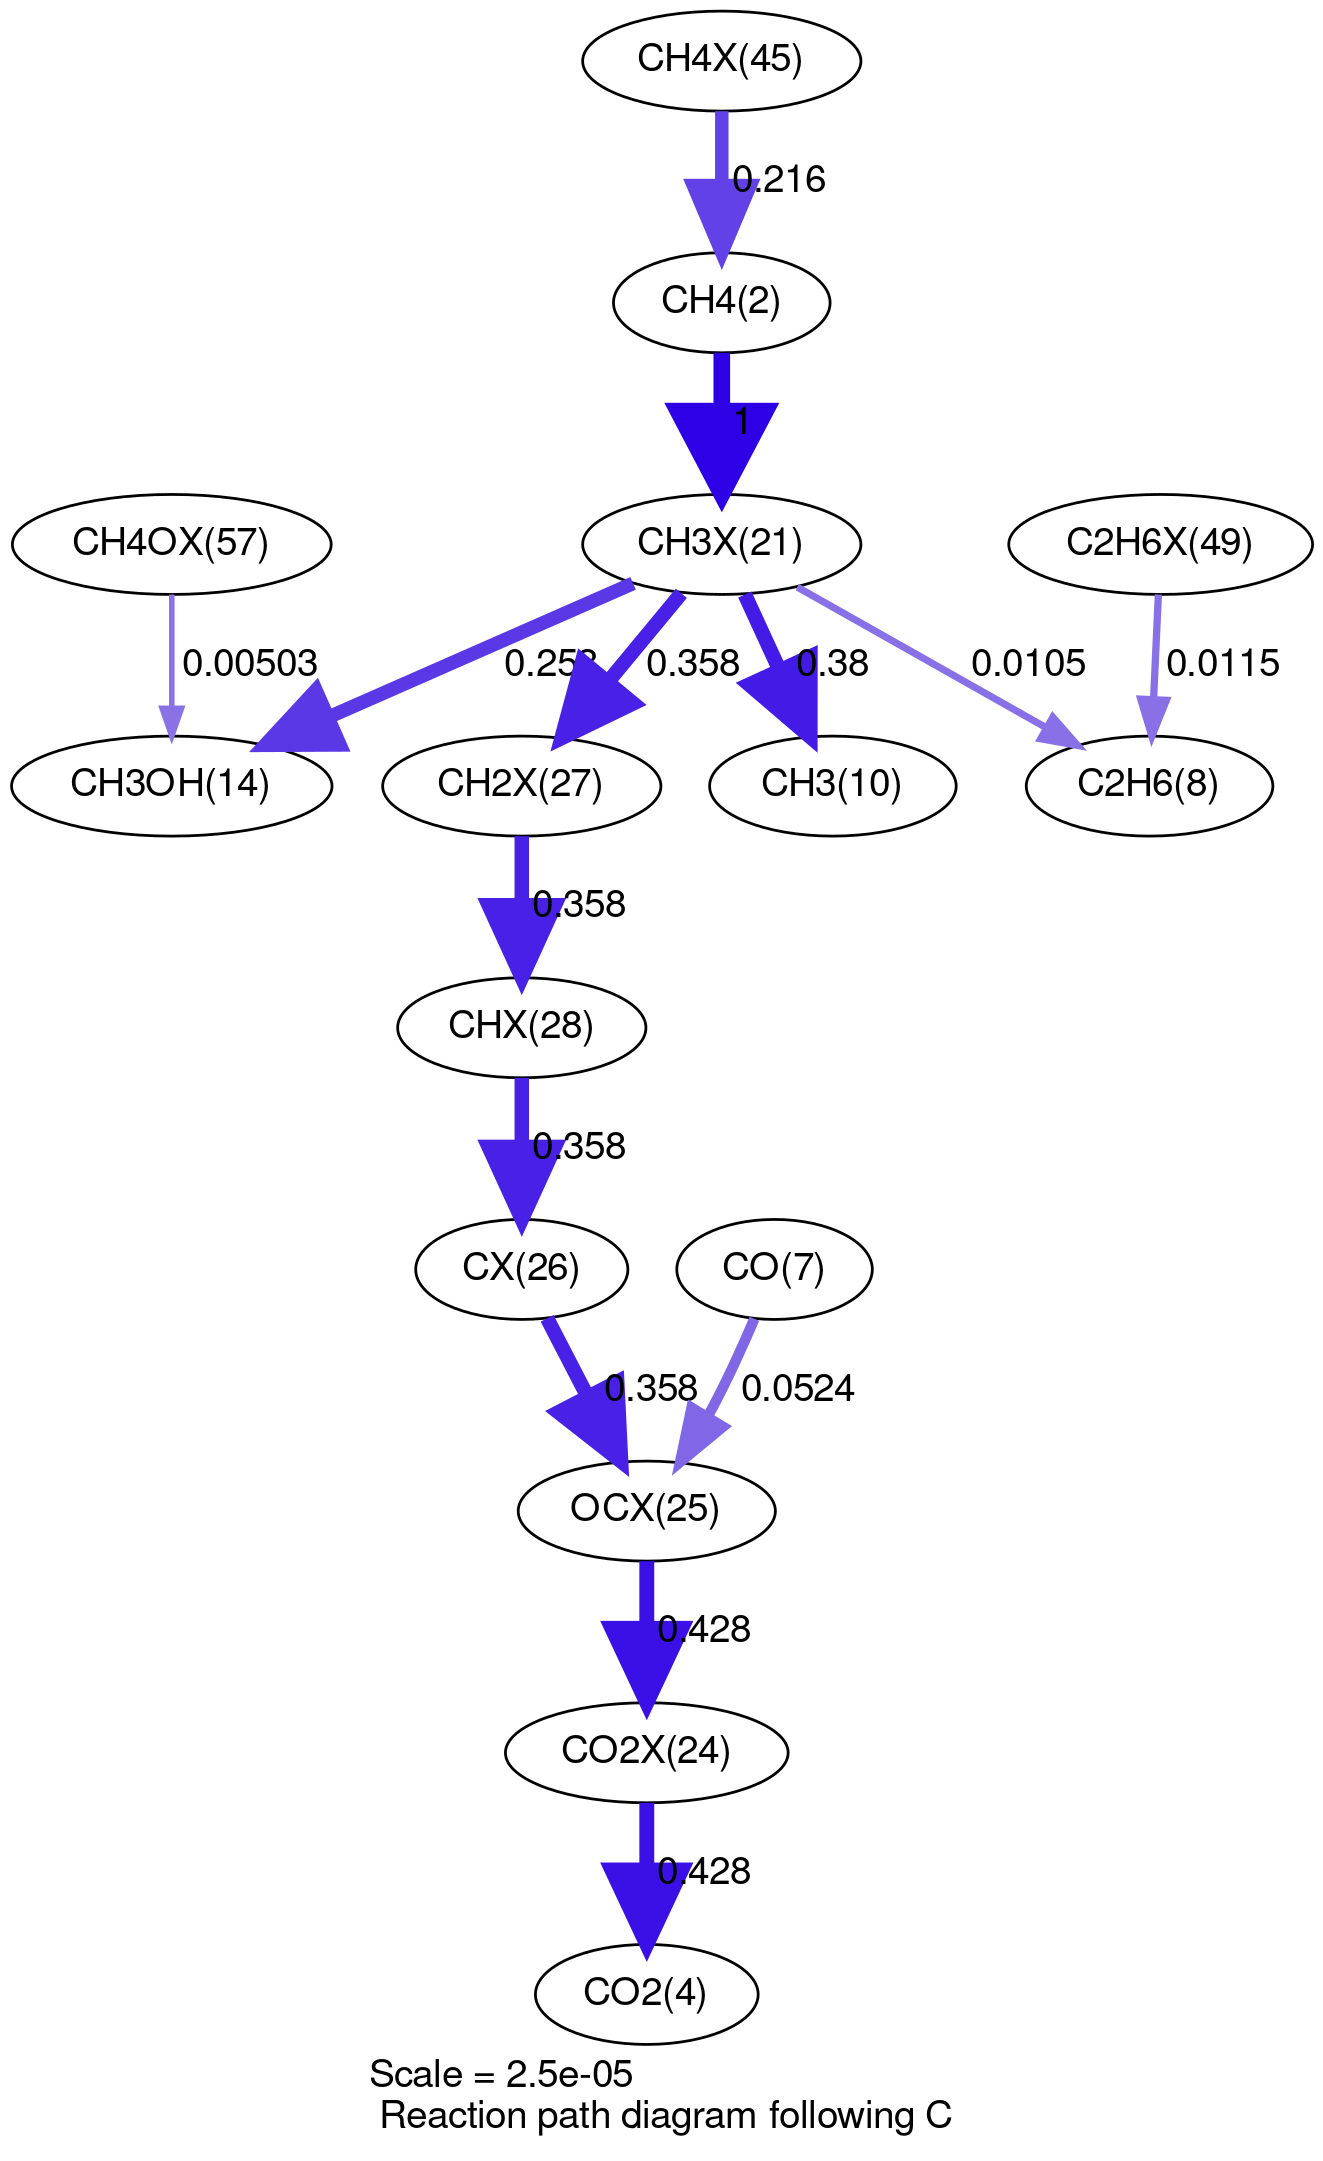 CH4X(45)
0.216
CH4(2)
1
CH4OX(57)
CH3X(21)
C2H6X(49)
0.00503
0.358
0.38
0.0105
0.0115
CH3OH(14)
CH2X(27)
CH3(10)
C2H6(8)
0.358
CHX(28)
0.358
CX(26)
CO(7)
0.358
0.0524
OCX(25)
0.428
CO2X(24)
0.428
CO2(4)
Scale = 2.5e-05
Reaction path diagram following C